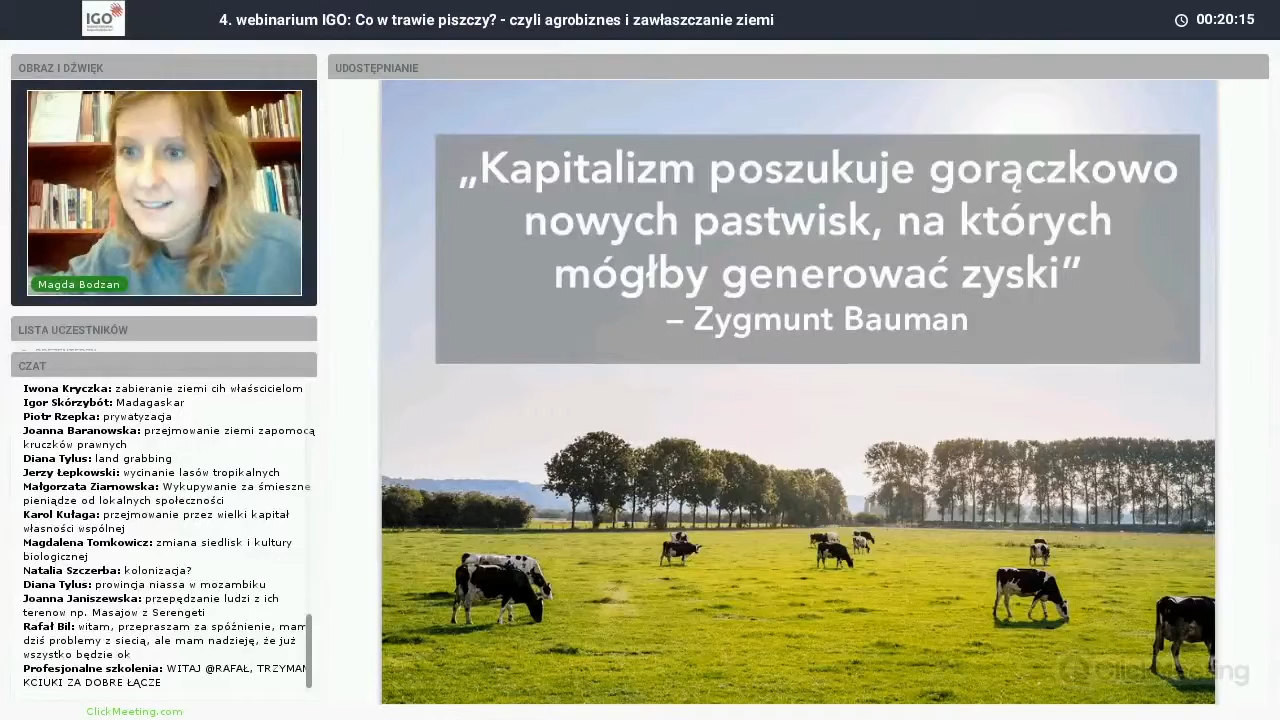 IGO
4. webinarium IGO: Co w trawie piszczy? - czyli agrobiznes i zawłaszczanie ziemi
00:20:15
OBRAZ I DŹWIĘK
Magda Bodzan
LISTA UCZESTNIKÓW
CZAT
Iwona Kryczka: zabieranie ziemi cih właścicielom
Igor Skórzybót: Madagaskar
Piotr Rzepka: prywatyzacja
Joanna Baranowska: przejmowanie ziemi zapomocą
kruczków prawnych
Diana Tylus: land grabbing
Jerzy Łepkowski: wycinanie lasów tropikalnych
Małgorzata Ziarnowska: Wykupywanie za śmieszne
pieniądze od lokalnych społeczności
Karol Kułaga: przejmowanie przez wielki kapitał
własności wspólnej
Magdalena Tomkowicz: zmiana siedlisk i kultury
biologicznej
Natalia Szczerba: kolonizacja?
Diana Tylus: prowincja niassa w mozambiku
Joanna Janiszewska: przepędzanie ludzi z ich
terenow np. Masajow z Serengeti
Rafał Bil: witam, przepraszam za spóźnienie, mam
dziś problemy z siecią, ale mam nadzieję, że już
wszystko będzie ok
Profesjonalne szkolenia: WITAJ @RAFAŁ, TRZYMAM
KCIUKI ZA DOBRE ŁĄCZE
ClickMeeting.com
UDOSTĘPNIANIE
„Kapitalizm poszukuje gorączkowo
nowych pastwisk, na których
mógłby generować zyski”
– Zygmunt Bauman
ClickMeeting